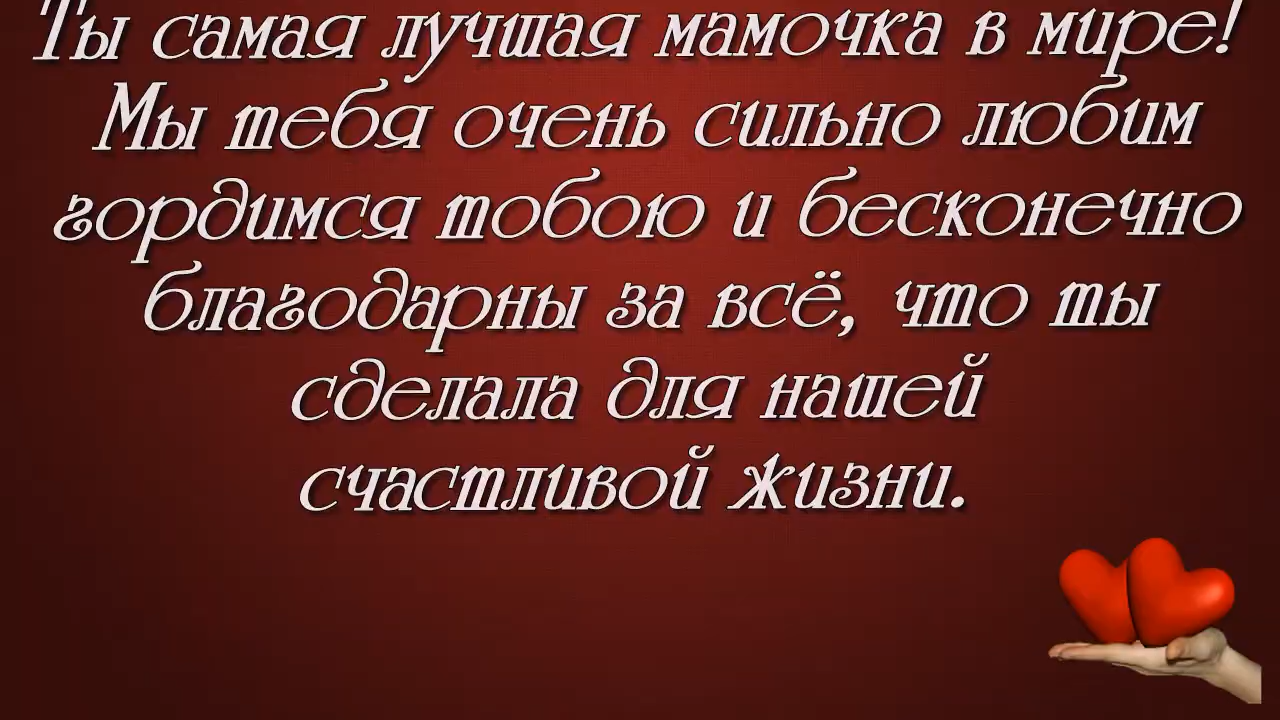 Ты самая лучшая мамочка в мире!
Мы тебя очень сильно любим
гордимся тобою и бесконечно
благодарны за всё, что ты
сделала для нашей
счастливой жизни.